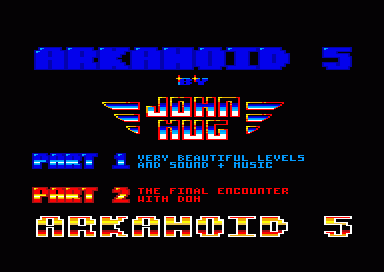 ARKANOID 5
BY
JOHN
MUC
PART 1 VERY BEAUTIFUL LEVELS
AND SOUND + MUSIC
PART 2 THE FINAL ENCOUNTER
WITH DOH
ARKANOID 5